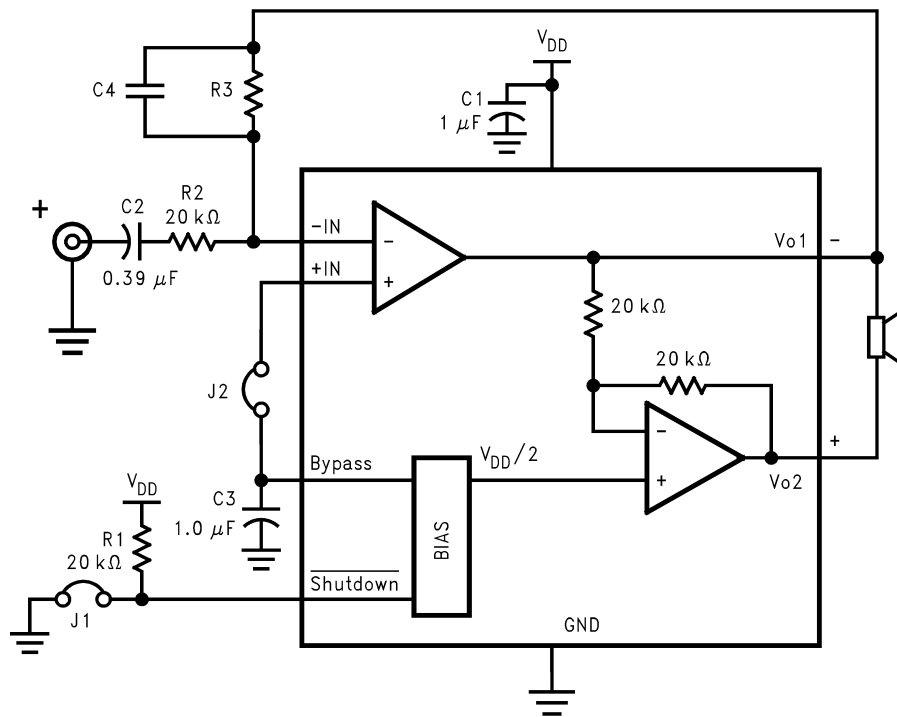 V_DD
C4
R3
C1
1 μF
+
C2
0.39 μF
R2
20 kΩ
-IN
-
+IN
+
Vo1
-
20 kΩ
20 kΩ
J2
Bypass
V_DD/2
-
+
+
Vo2
C3
1.0 μF
BIAS
V_DD
R1
20 kΩ
J1
Shutdown
GND